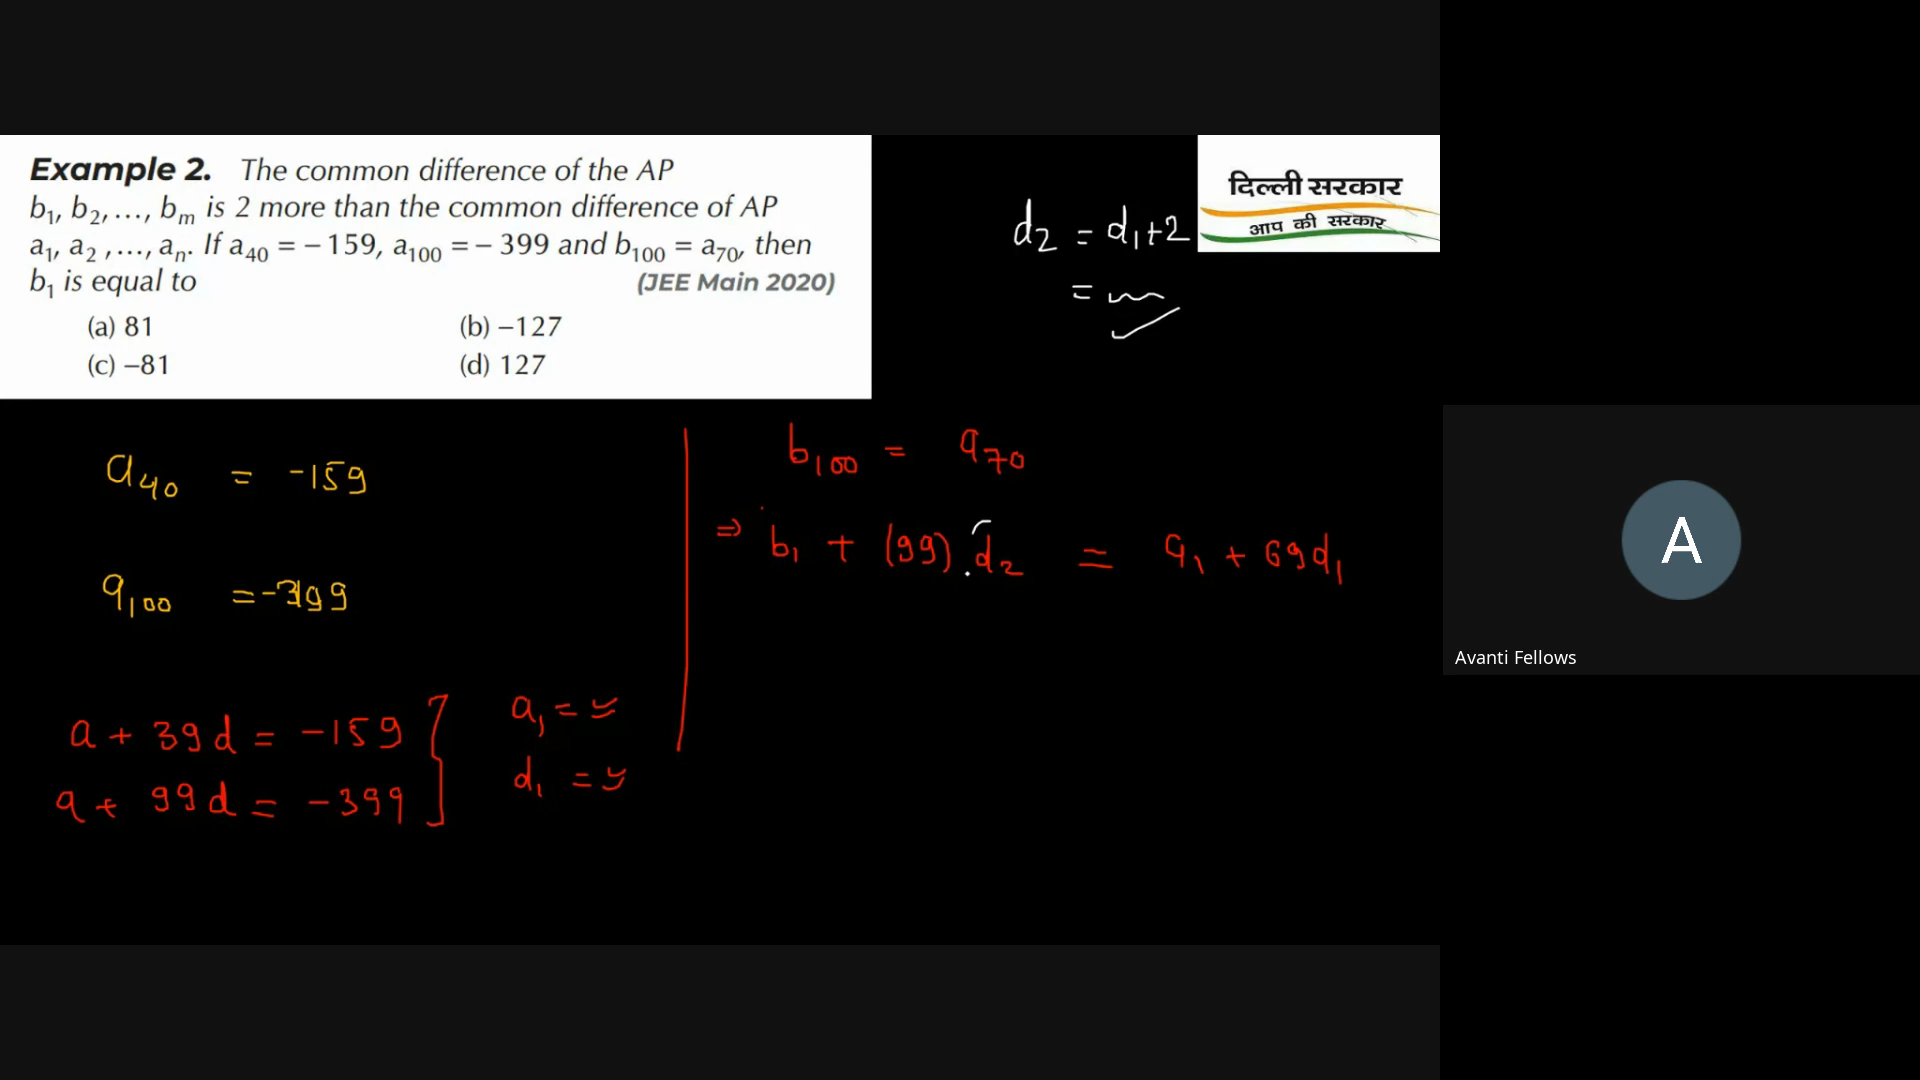 Example 2. The common difference of the AP
b₁, b₂,..., bₘ is 2 more than the common difference of AP
a₁, a₂ ,..., aₙ. If a₄₀ = – 159, a₁₀₀ = – 399 and b₁₀₀ = a₇₀, then
b₁ is equal to (JEE Main 2020)
(a) 81 (b) –127
(c) –81 (d) 127
d₂ = d₁+2
=
दिल्ली सरकार
आप की सरकार
a₄₀ = -159
a₁₀₀ = -399
a + 39d = -159
a + 99d = -399
a₁ =
d₁ =
b₁₀₀ = a₇₀
⇒ b₁ + (99).d₂ = a₁ + 69d₁
A
Avanti Fellows